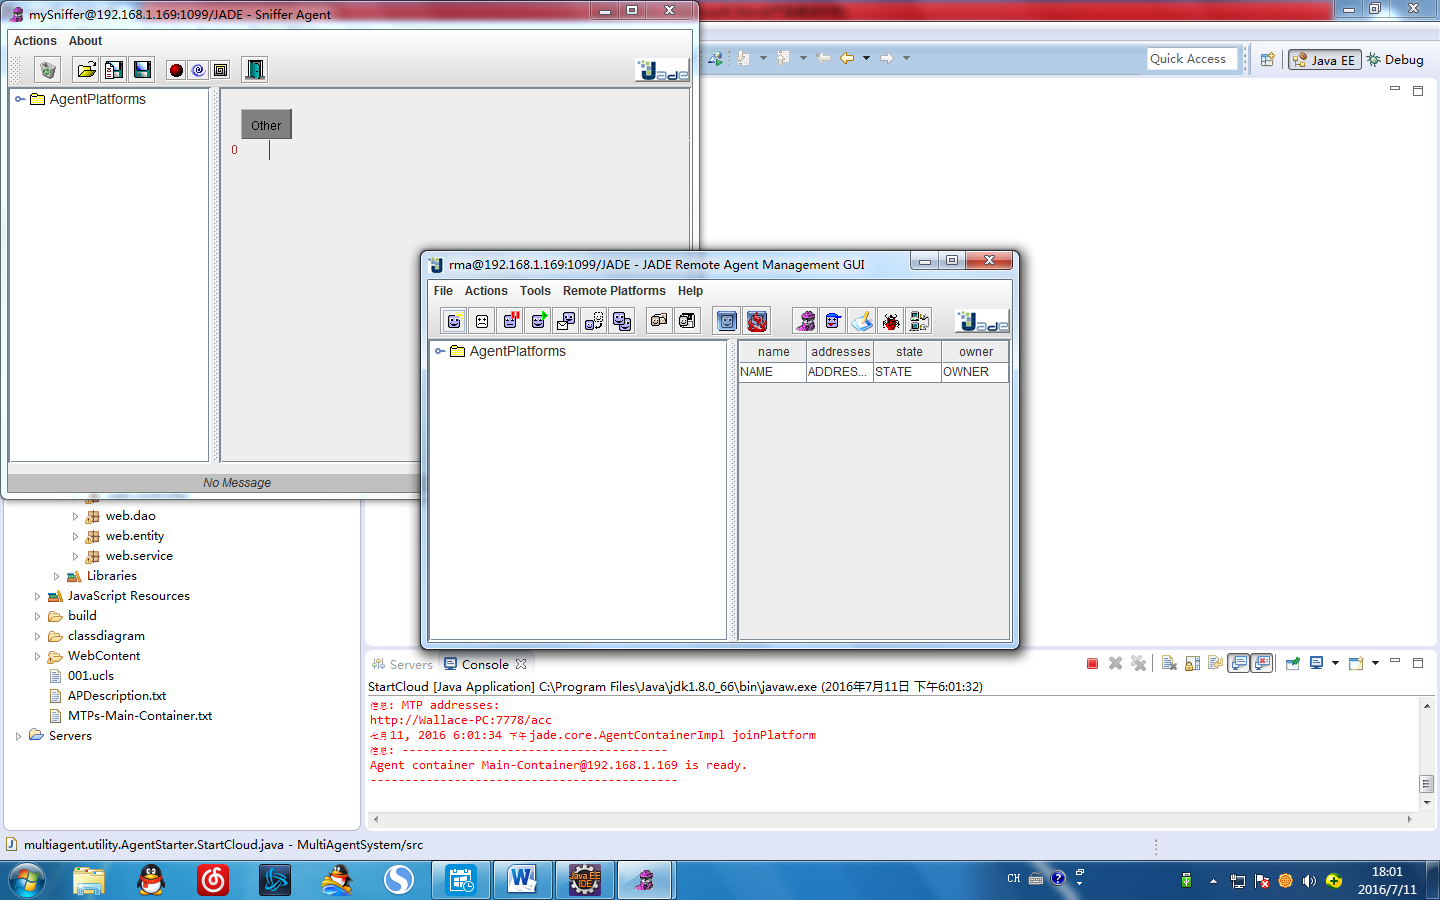 mySniffer@192.168.1.169:1099/JADE - Sniffer Agent
Actions About
Jade
AgentPlatforms
Other
0
No Message
Quick Access
Java EE
Debug
rma@192.168.1.169:1099/JADE - JADE Remote Agent Management GUI
File Actions Tools Remote Platforms Help
Jade
AgentPlatforms
name addresses state owner
NAME ADDRES... STATE OWNER
web.dao
web.entity
web.service
Libraries
JavaScript Resources
build
classdiagram
WebContent
001.ucls
APDescription.txt
MTPs-Main-Container.txt
Servers
Servers Console
StartCloud [Java Application] C:\Program Files\Java\jdk1.8.0_66\bin\javaw.exe (2016年7月11日 下午6:01:32)
信息: MTP addresses:
http://Wallace-PC:7778/acc
七月 11, 2016 6:01:34 下午 jade.core.AgentContainerImpl joinPlatform
信息: --------------------------------------
Agent container Main-Container@192.168.1.169 is ready.
--------------------------------------------
multiagent.utility.AgentStarter.StartCloud.java - MultiAgentSystem/src
Java EE
IDE
CH
18:01
2016/7/11